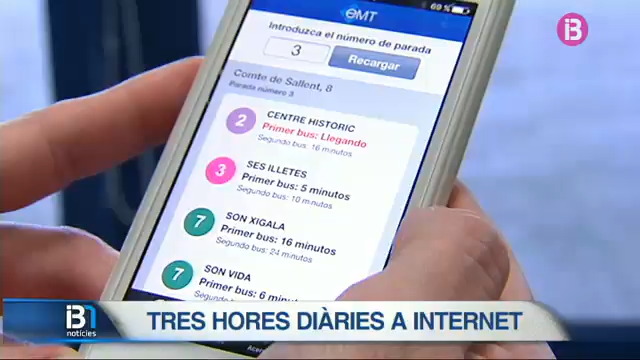 69 %
EMT
Introduzca el número de parada
3
Recargar
Comte de Sallent, 8
Parada número 3
2
CENTRE HISTORIC
Primer bus: Llegando
Segundo bus: 16 minutos
3
SES ILLETES
Primer bus: 5 minutos
Segundo bus: 10 minutos
7
SON XIGALA
Primer bus: 16 minutos
Segundo bus: 24 minutos
7
SON VIDA
Primer bus: 6
Segundo
IB
notícies
TRES HORES DIÀRIES A INTERNET